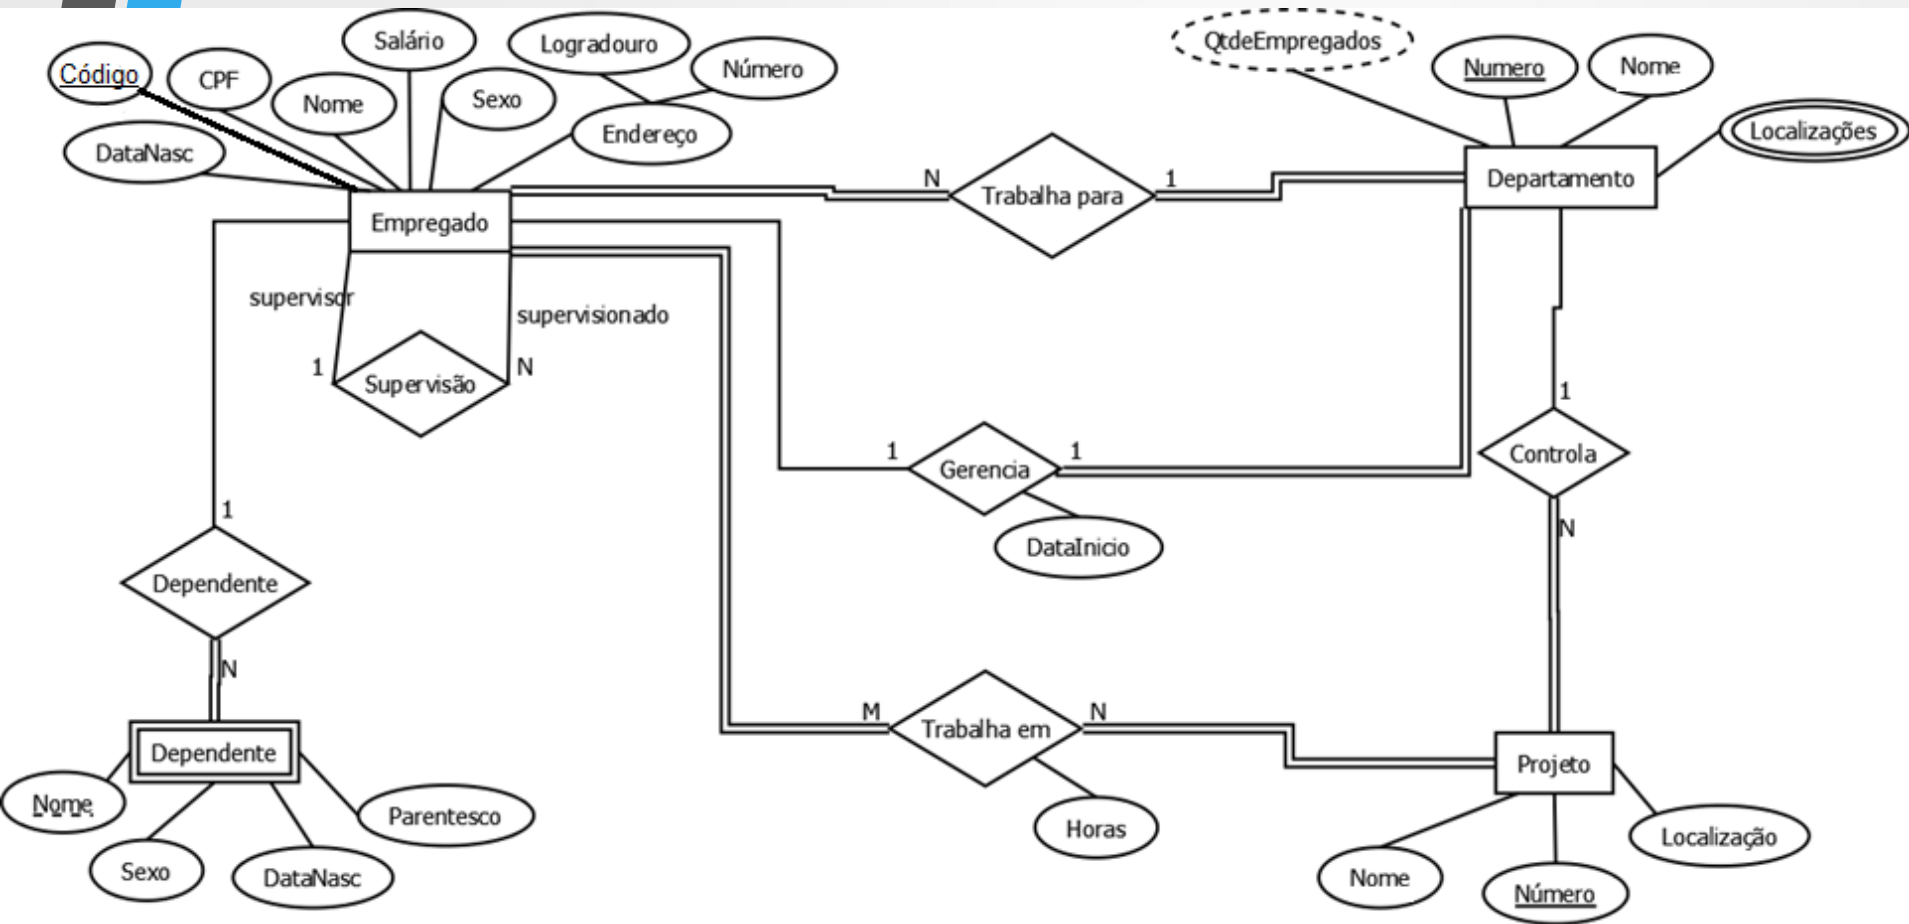 Salário
QtdeEmpregados
Logradouro
Código
CPF
Número
Numero
Nome
Nome
Sexo
Endereço
Localizações
DataNasc
N
Trabalha para
1
Departamento
Empregado
supervisor
supervisionado
1
Supervisão
N
1
Controla
1
Gerencia
1
1
DataInicio
N
Dependente
N
M
Trabalha em
N
Dependente
Projeto
Nome
Parentesco
Horas
Localização
Sexo
DataNasc
Nome
Número